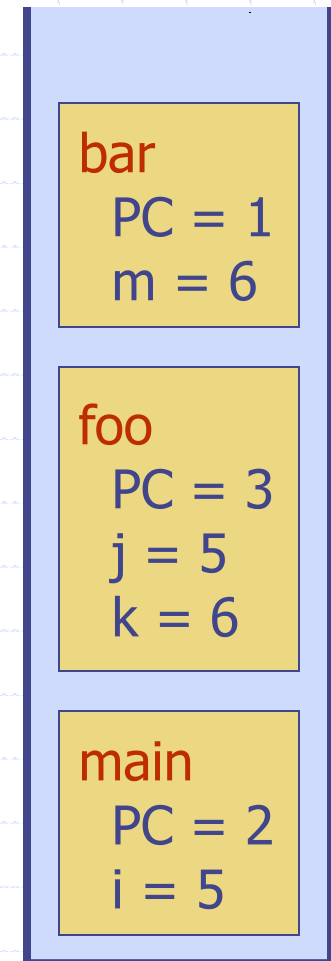 bar
PC = 1
m = 6
foo
PC = 3
j = 5
k = 6
main
PC = 2
i = 5